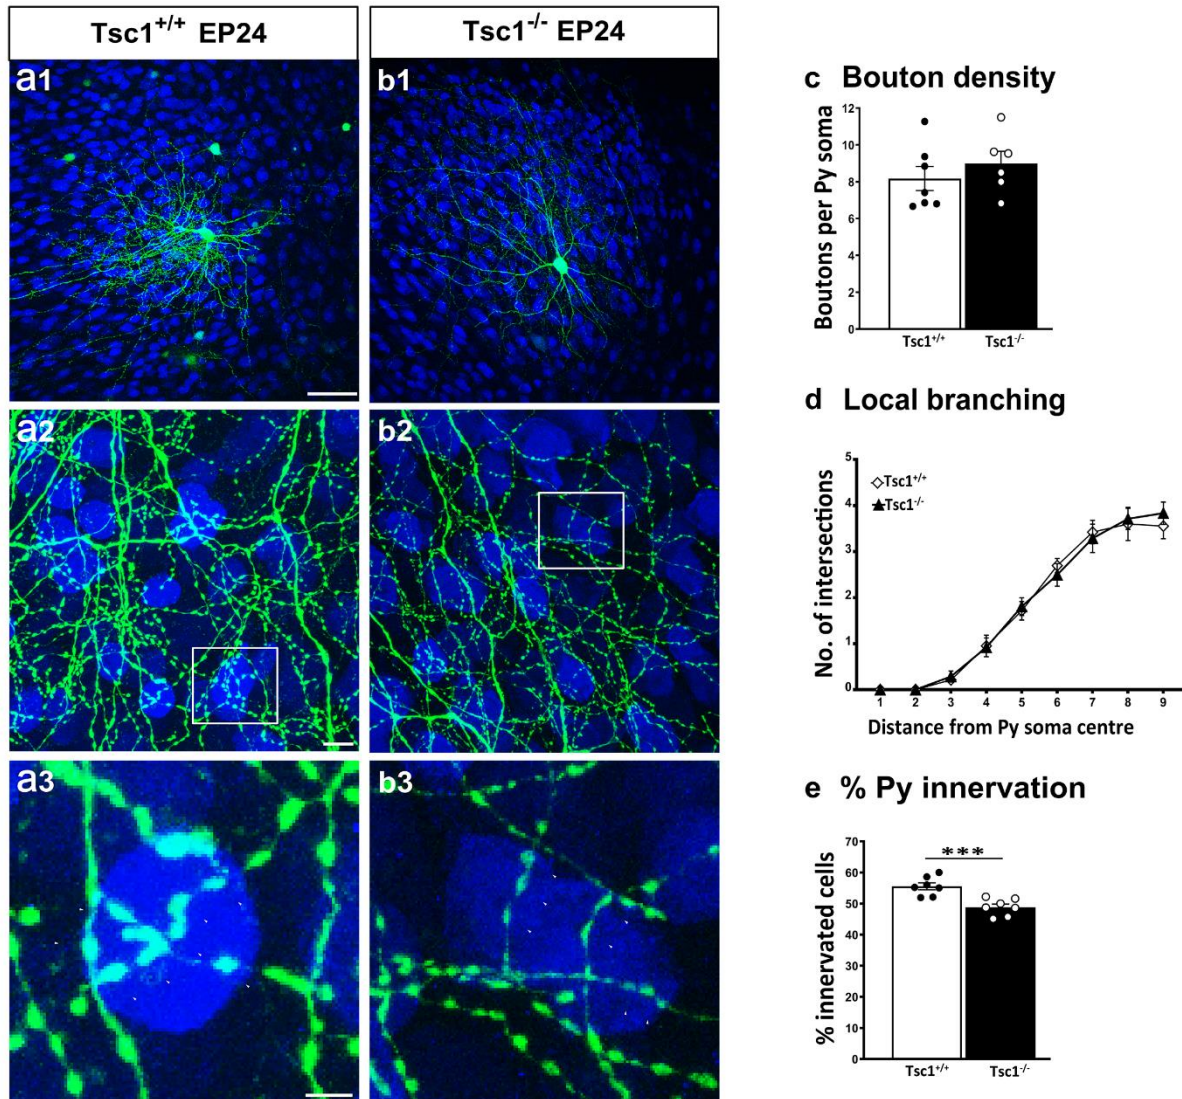 Tsc1+/+ EP24
Tsc1-/- EP24
a1
b1
a2
b2
a3
b3
c Bouton density
Boutons per Py soma
12
10
8
6
4
2
0
Tsc1+/+
Tsc1-/-
d Local branching
No. of intersections
5
4
3
2
1
0
Tsc1+/+
Tsc1-/-
1 2 3 4 5 6 7 8 9
Distance from Py soma centre
e % Py innervation
% innervated cells
70
60
50
40
30
20
10
0
***
Tsc1+/+
Tsc1-/-